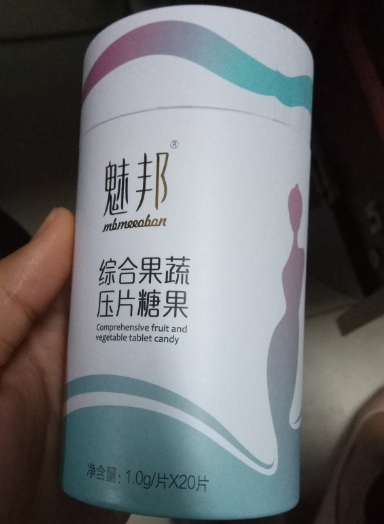 魅邦®
mbmeeaban
综合果蔬
压片糖果
Comprehensive fruit and
vegetable tablet candy
净含量：1.0g/片X20片